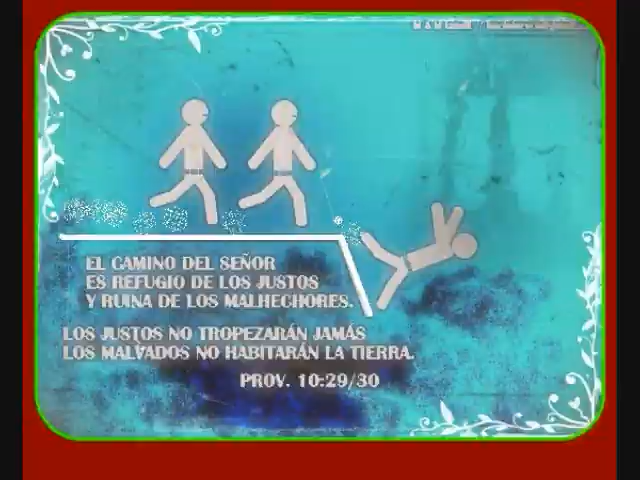 EL CAMINO DEL SEÑOR
ES REFUGIO DE LOS JUSTOS
Y RUINA DE LOS MALHECHORES.
LOS JUSTOS NO TROPEZARÁN JAMÁS
LOS MALVADOS NO HABITARÁN LA TIERRA.
PROV. 10:29/30